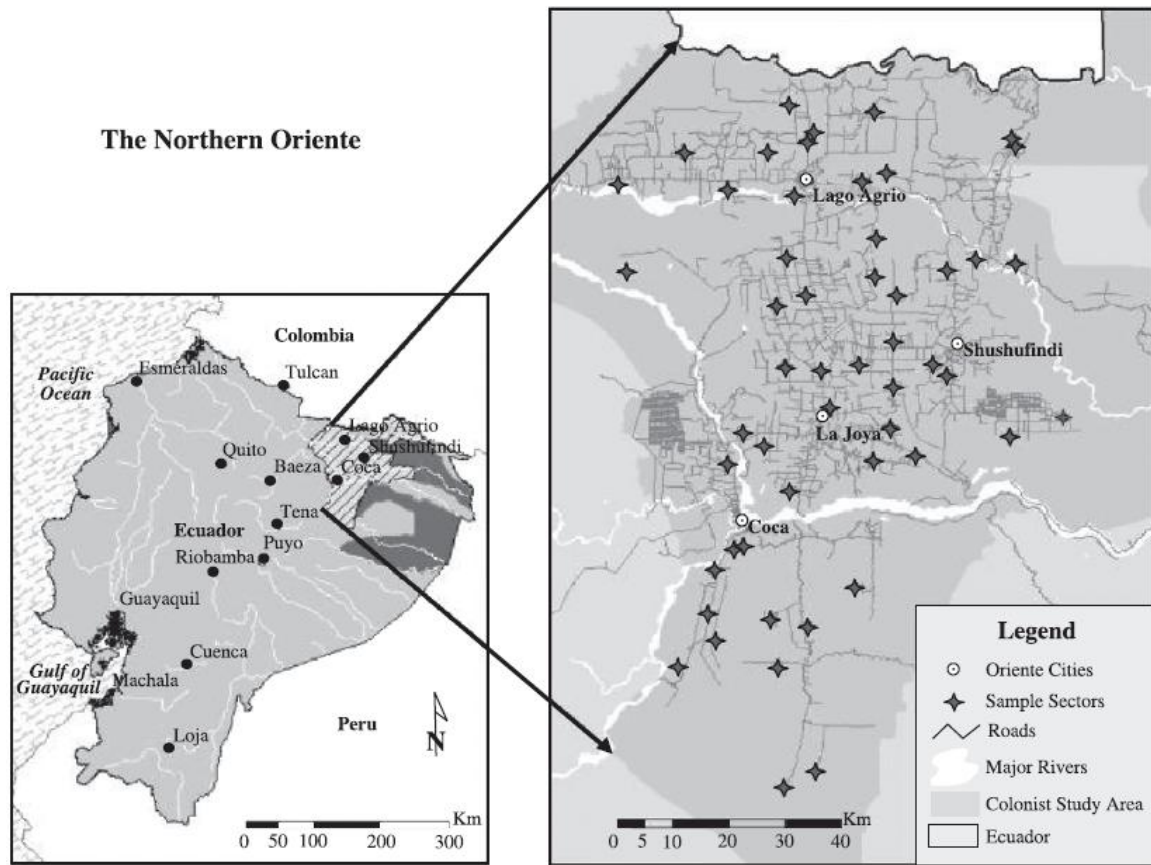 The Northern Oriente
Colombia
Pacific
Ocean
Esmeraldas
Tulcan
Lago Agrio
Shushufindi
Quito
Baeza
Coca
Tena
Ecuador
Puyo
Riobamba
Guayaquil
Cuenca
Gulf of
Guayaquil
Machala
Peru
Loja
N
Km
0 50 100 200 300
Lago Agrio
Shushufindi
La Joya
Coca
Km
0 5 10 20 30 40
Legend
Oriente Cities
Sample Sectors
Roads
Major Rivers
Colonist Study Area
Ecuador